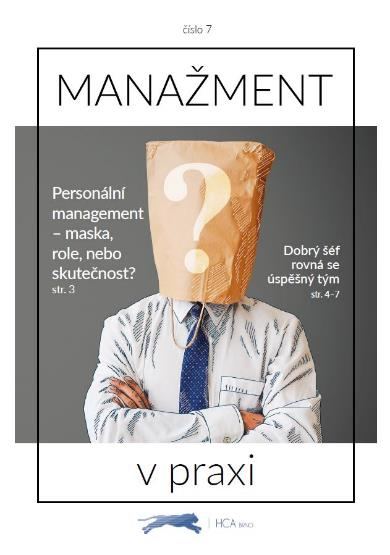 číslo 7
MANAŽMENT
?
Personální
management
– maska,
role, nebo
skutečnost?
str. 3
Dobrý šéf
rovná se
úspěšný tým
str. 4–7
v praxi
HCA BRNO